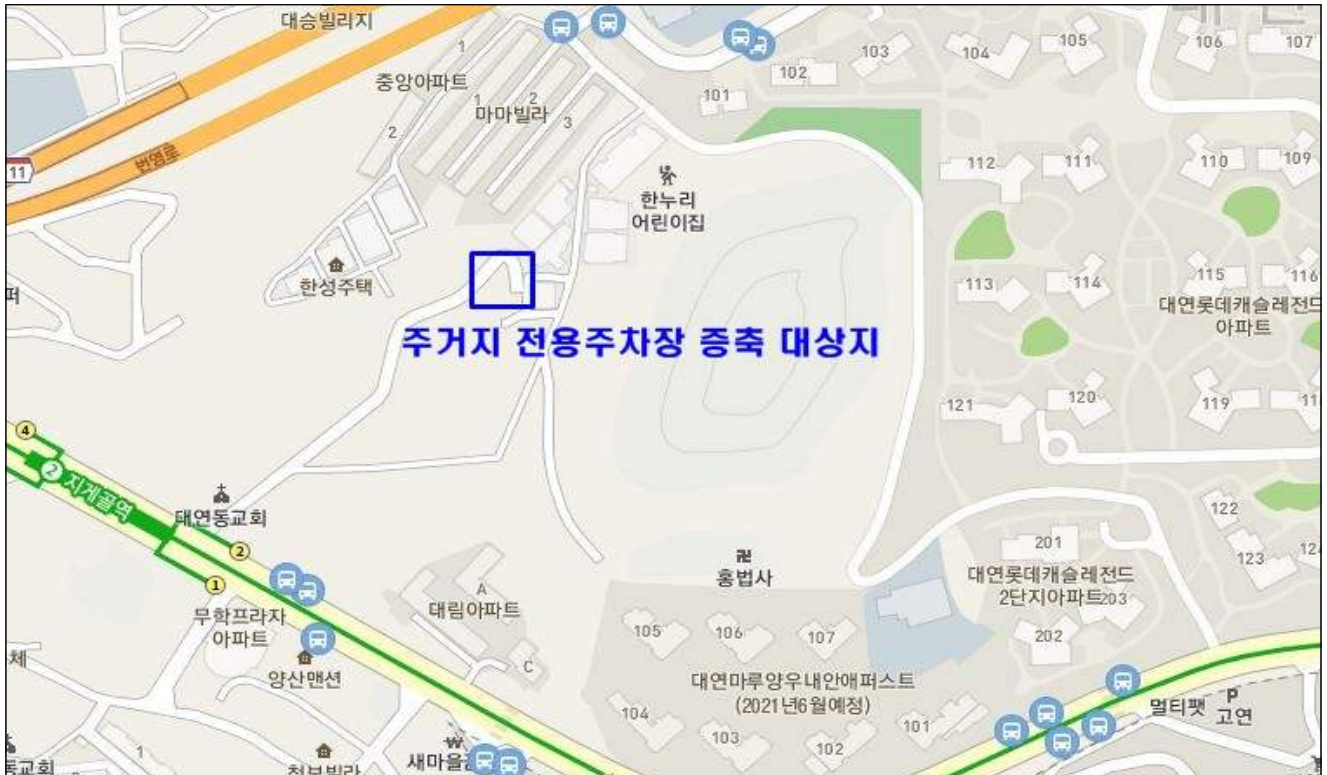 대승빌리지
중앙아파트
1
2
마마빌라
1
2
3
번영로
11
한누리
어린이집
한성주택
퍼
주거지 전용주차장 증축 대상지
101
102
103
104
105
106
107
112
111
110
109
113
114
115
116
대연롯데캐슬레전드
아파트
121
120
119
4
2 지게골역
대연동교회
2
1
무학프라자
아파트
양산맨션
체
A
대림아파트
C
홍법사
105
106
107
대연마루양우내안애퍼스트
(2021년6월예정)
104
103
102
101
201
대연롯데캐슬레전드
2단지아파트
203
202
122
123
멀티팻
P
고연
1
새마을